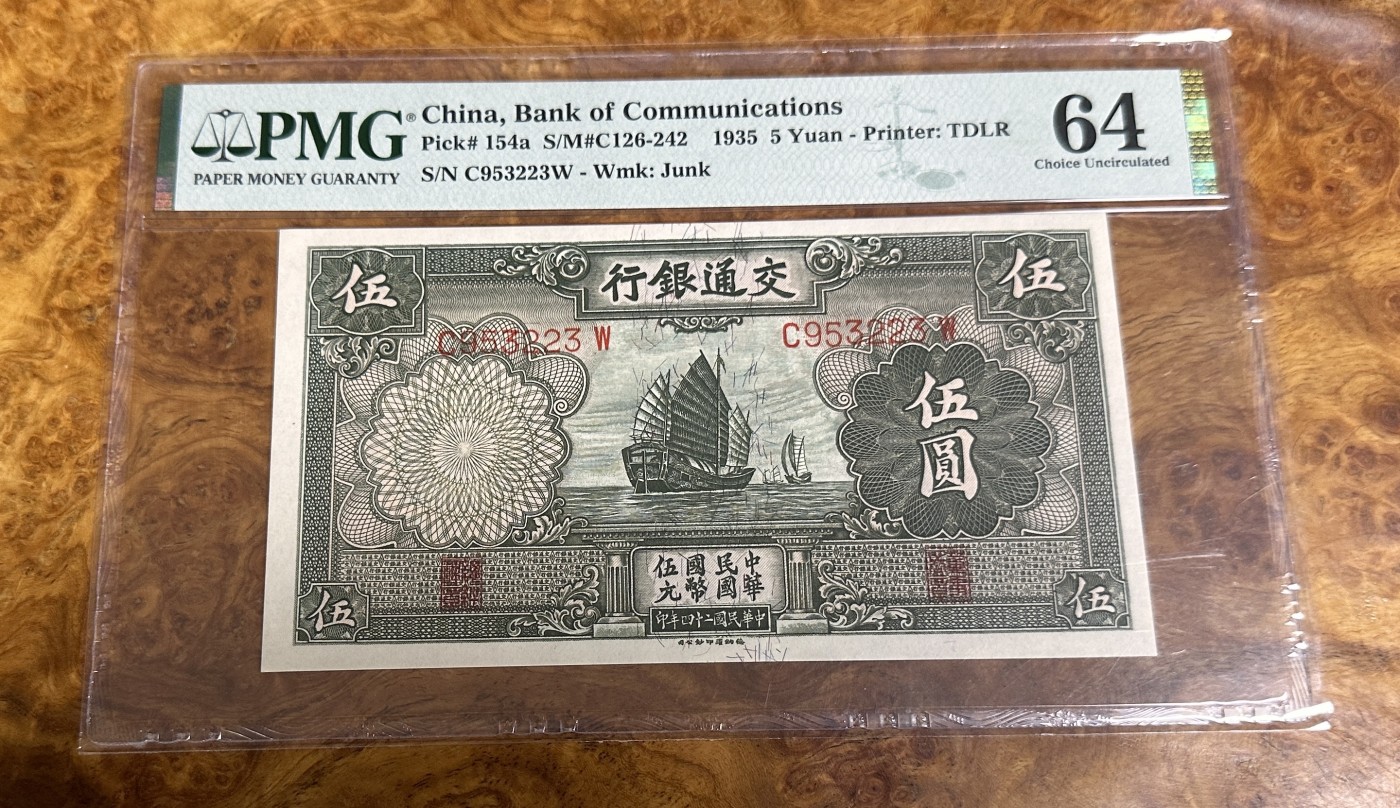 PMG®
PAPER MONEY GUARANTY
China, Bank of Communications
Pick# 154a S/M#C126-242 1935 5 Yuan - Printer: TDLR
S/N C953223W - Wmk: Junk
64
Choice Uncirculated
伍
交通銀行
伍
C953223 W
C953223 W
伍圓
中華
民國
國幣
伍元
伍
中華民國二十四年印
伍